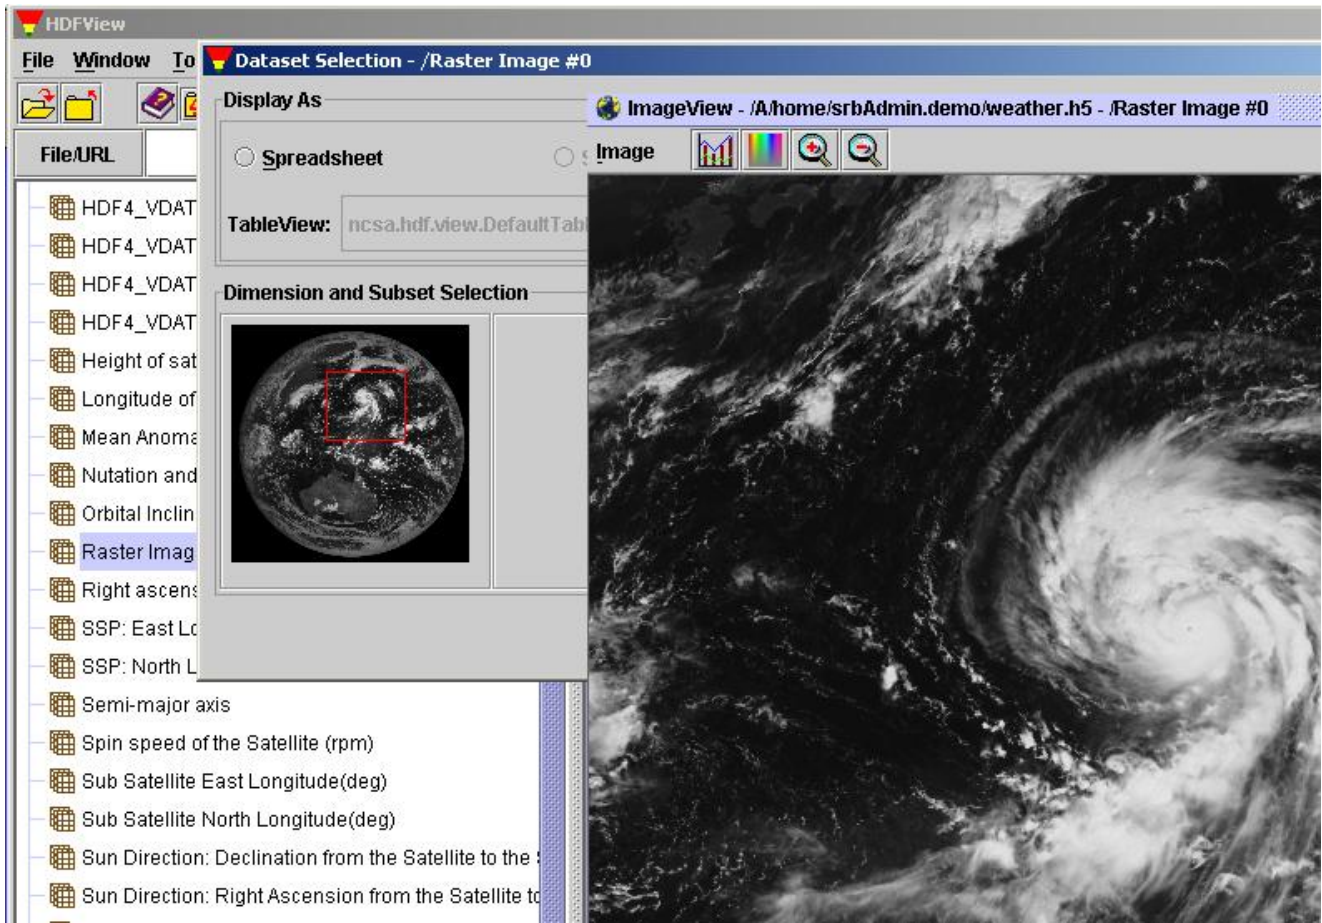 HDFView
File Window To
Dataset Selection - /Raster Image #0
Display As
ImageView - /A/home/srbAdmin.demo/weather.h5 - /Raster Image #0
File/URL
Spreadsheet
Image
TableView: ncsa.hdf.view.DefaultTabl
HDF4_VDAT
HDF4_VDAT
HDF4_VDAT
HDF4_VDAT
Dimension and Subset Selection
Height of sat
Longitude of
Mean Anoma
Nutation and
Orbital Inclin
Raster Imag
Right ascens
SSP: East Lo
SSP: North L
Semi-major axis
Spin speed of the Satellite (rpm)
Sub Satellite East Longitude(deg)
Sub Satellite North Longitude(deg)
Sun Direction: Declination from the Satellite to the
Sun Direction: Right Ascension from the Satellite to